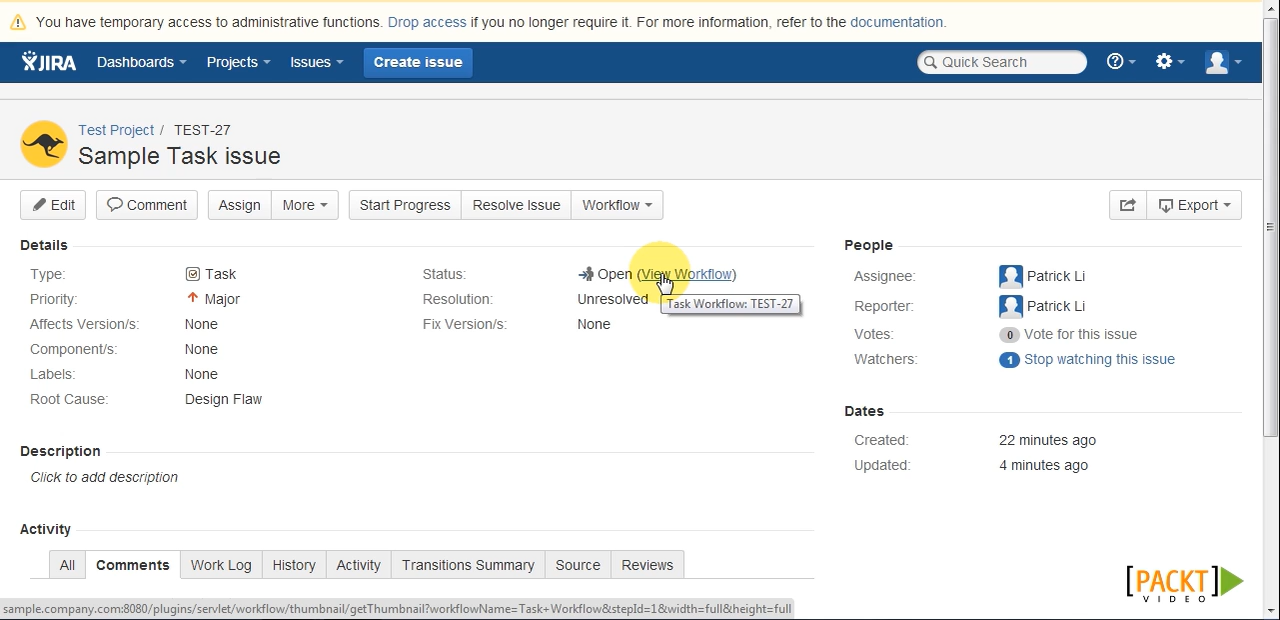 You have temporary access to administrative functions. Drop access if you no longer require it. For more information, refer to the documentation.
JIRA Dashboards Projects Issues Create issue Quick Search
Test Project / TEST-27
Sample Task issue
Edit Comment Assign More Start Progress Resolve Issue Workflow Export
Details
Type: Task
Priority: Major
Affects Version/s: None
Component/s: None
Labels: None
Root Cause: Design Flaw
Status: Open (View Workflow)
Resolution: Unresolved
Task Workflow: TEST-27
Fix Version/s: None
People
Assignee: Patrick Li
Reporter: Patrick Li
Votes: 0 Vote for this issue
Watchers: 1 Stop watching this issue
Dates
Created: 22 minutes ago
Updated: 4 minutes ago
Description
Click to add description
Activity
All Comments Work Log History Activity Transitions Summary Source Reviews
[PACKT]
VIDEO
sample.company.com:8080/plugins/servlet/workflow/thumbnail/getThumbnail?workflowName=Task+Workflow&stepId=1&width=full&height=full